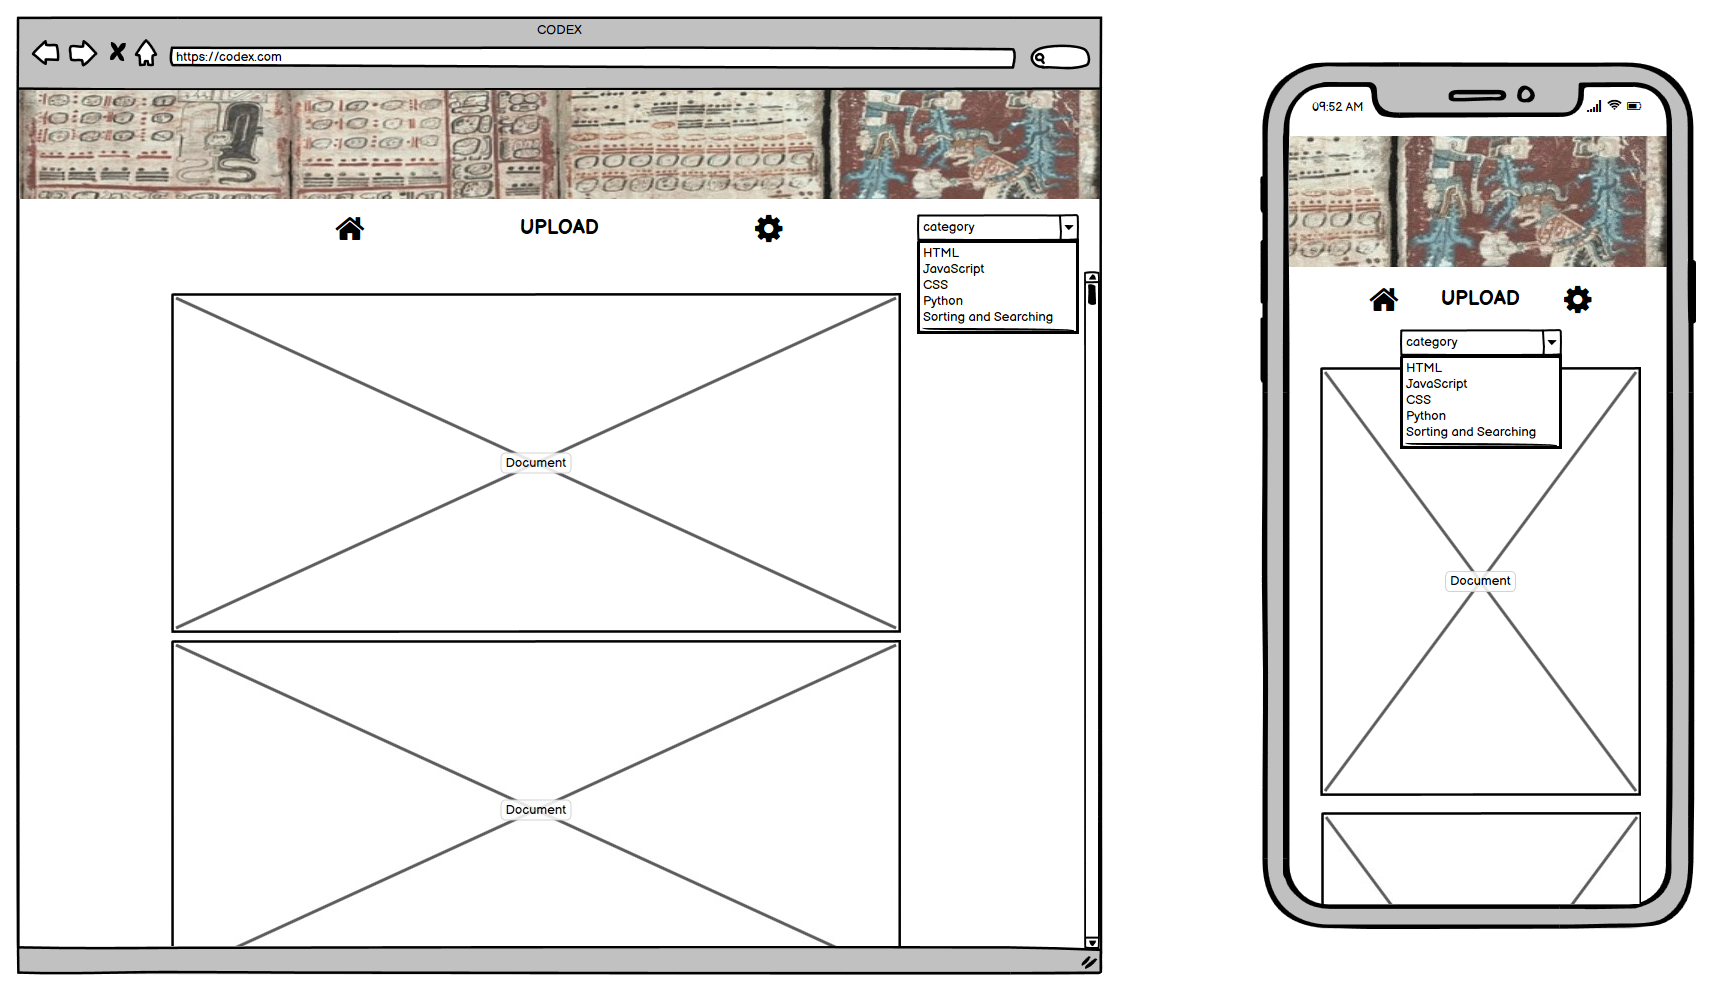 CODEX
https://codex.com
UPLOAD
category
HTML
JavaScript
CSS
Python
Sorting and Searching
Document
Document
09:52 AM
UPLOAD
category
HTML
JavaScript
CSS
Python
Sorting and Searching
Document